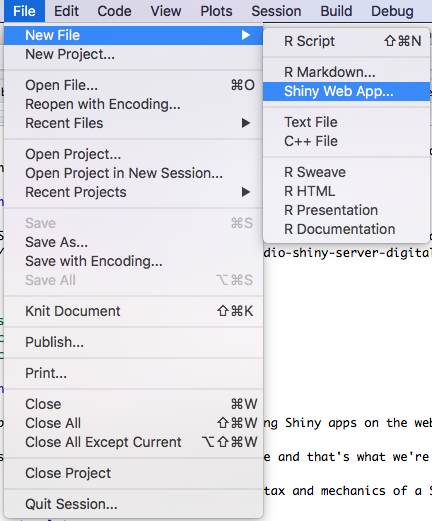 File Edit Code View Plots Session Build Debug
New File
New Project...
Open File... ⌘O
Reopen with Encoding...
Recent Files
Open Project...
Open Project in New Session...
Recent Projects
Save ⌘S
Save As...
Save with Encoding...
Save All ⌥⌘S
Knit Document ⇧⌘K
Publish...
Print...
Close ⌘W
Close All ⇧⌘W
Close All Except Current ⌥⇧⌘W
Close Project
Quit Session...
R Script ⇧⌘N
R Markdown...
Shiny Web App...
Text File
C++ File
R Sweave
R HTML
R Presentation
R Documentation
dio-shiny-server-digital
ng Shiny apps on the web
e and that's what we're
tax and mechanics of a S